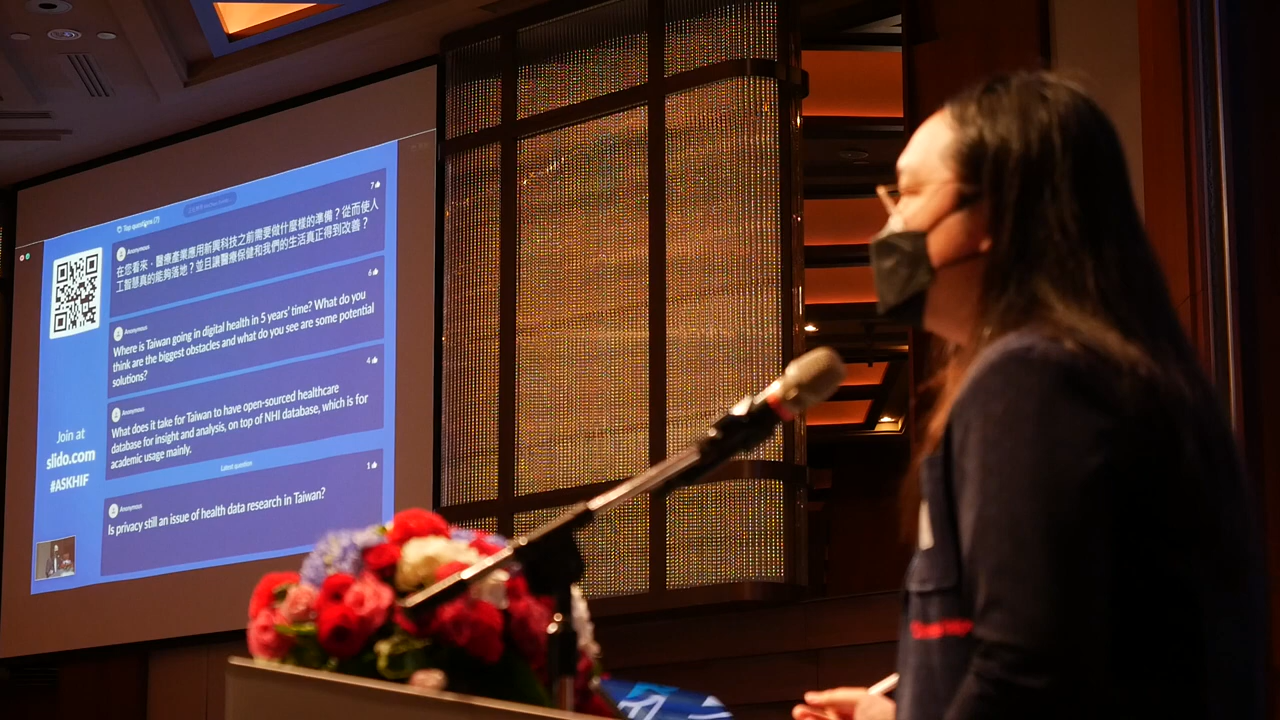 Top questions (7)
Anonymous
7
在您看來，醫療產業應用新興科技之前需要做什麼樣的準備？從而使人
工智慧真的能夠落地？並且讓醫療保健和我們的生活真正得到改善？
Anonymous
6
Where is Taiwan going in digital health in 5 years' time? What do you
think are the biggest obstacles and what do you see are some potential
solutions?
Anonymous
4
What does it take for Taiwan to have open-sourced healthcare
database for insight and analysis, on top of NHI database, which is for
academic usage mainly.
Latest question
Anonymous
1
Is privacy still an issue of health data research in Taiwan?
Join at
slido.com
#ASKHIF